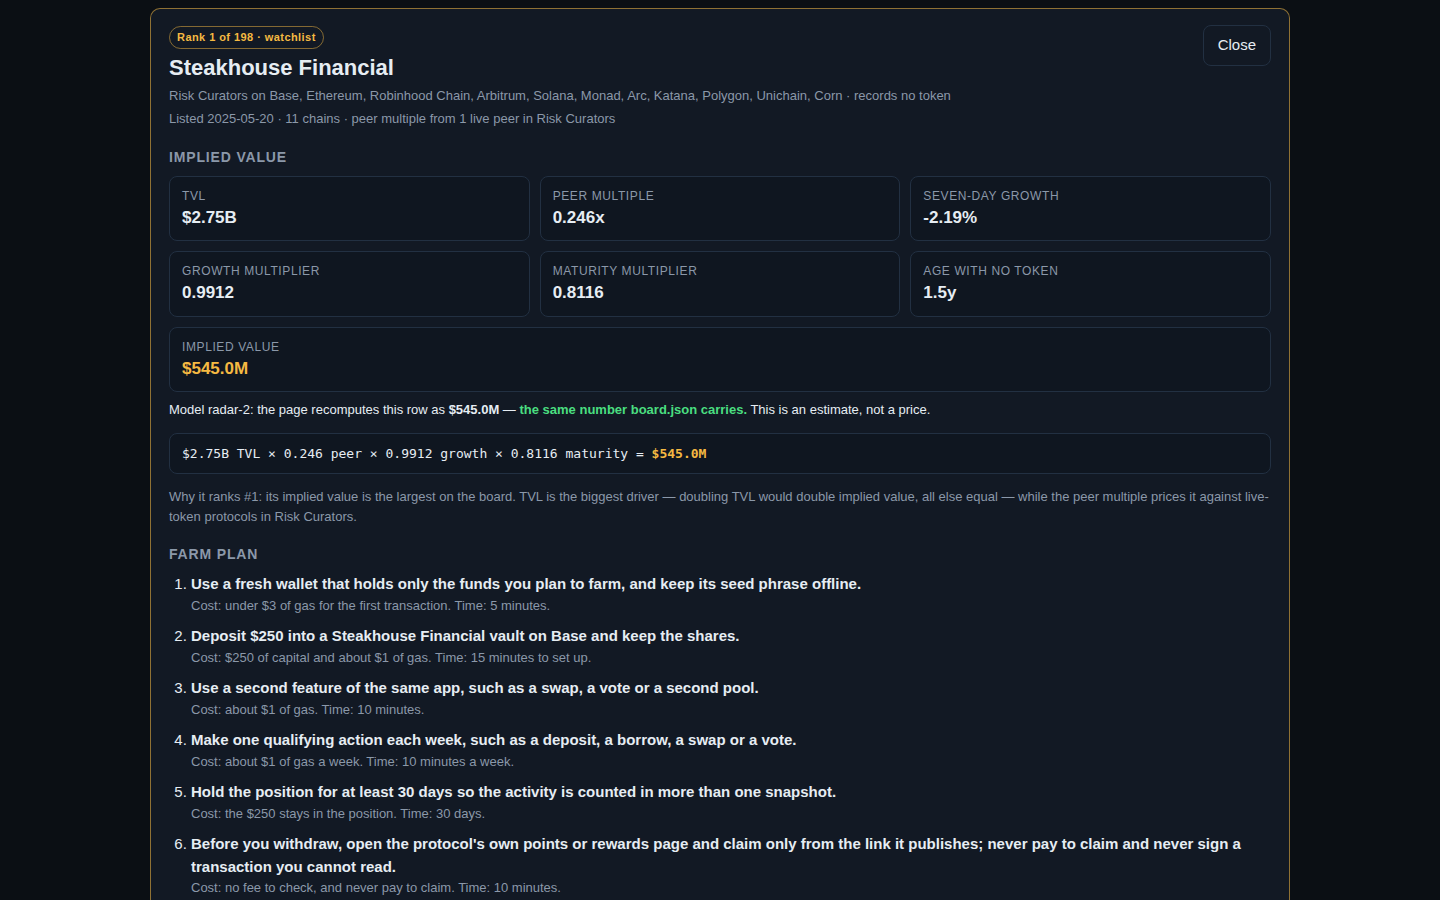 Rank 1 of 198 · watchlist
Close
Steakhouse Financial
Risk Curators on Base, Ethereum, Robinhood Chain, Arbitrum, Solana, Monad, Arc, Katana, Polygon, Unichain, Corn · records no token
Listed 2025-05-20 · 11 chains · peer multiple from 1 live peer in Risk Curators
IMPLIED VALUE
TVL
$2.75B
PEER MULTIPLE
0.246x
SEVEN-DAY GROWTH
-2.19%
GROWTH MULTIPLIER
0.9912
MATURITY MULTIPLIER
0.8116
AGE WITH NO TOKEN
1.5y
IMPLIED VALUE
$545.0M
Model radar-2: the page recomputes this row as $545.0M — the same number board.json carries. This is an estimate, not a price.
$2.75B TVL × 0.246 peer × 0.9912 growth × 0.8116 maturity = $545.0M
Why it ranks #1: its implied value is the largest on the board. TVL is the biggest driver — doubling TVL would double implied value, all else equal — while the peer multiple prices it against live-
token protocols in Risk Curators.
FARM PLAN
1. Use a fresh wallet that holds only the funds you plan to farm, and keep its seed phrase offline.
Cost: under $3 of gas for the first transaction. Time: 5 minutes.
2. Deposit $250 into a Steakhouse Financial vault on Base and keep the shares.
Cost: $250 of capital and about $1 of gas. Time: 15 minutes to set up.
3. Use a second feature of the same app, such as a swap, a vote or a second pool.
Cost: about $1 of gas. Time: 10 minutes.
4. Make one qualifying action each week, such as a deposit, a borrow, a swap or a vote.
Cost: about $1 of gas a week. Time: 10 minutes a week.
5. Hold the position for at least 30 days so the activity is counted in more than one snapshot.
Cost: the $250 stays in the position. Time: 30 days.
6. Before you withdraw, open the protocol's own points or rewards page and claim only from the link it publishes; never pay to claim and never sign a
transaction you cannot read.
Cost: no fee to check, and never pay to claim. Time: 10 minutes.